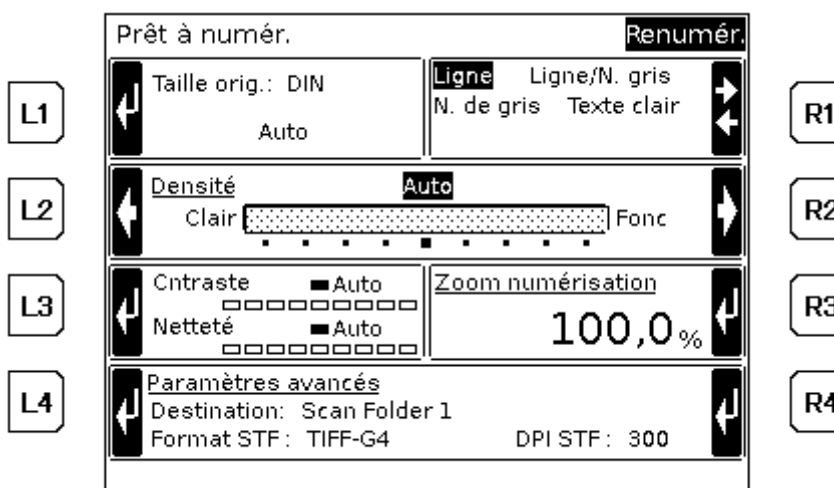 Prêt à numér. Renumér.
L1
Taille orig.: DIN
Auto
Ligne Ligne/N. gris
N. de gris Texte clair
R1
L2
Densité Auto
Clair Fonc
R2
L3
Cntraste Auto
Netteté Auto
Zoom numérisation
100,0 %
R3
L4
Paramètres avancés
Destination: Scan Folder 1
Format STF : TIFF-G4 DPI STF : 300
R4